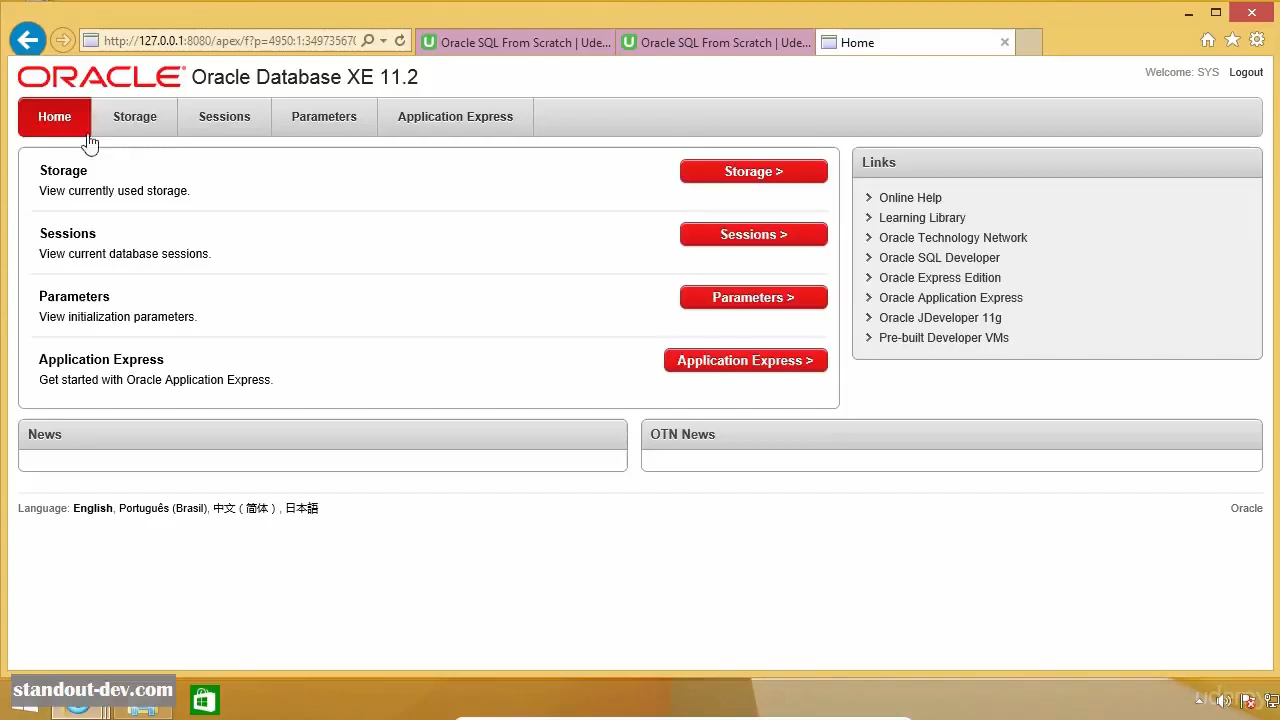 http://127.0.0.1:8080/apex/f?p=4950:1:349735670
Oracle SQL From Scratch | Ude...
Oracle SQL From Scratch | Ude...
Home
ORACLE Oracle Database XE 11.2
Welcome: SYS Logout
Home Storage Sessions Parameters Application Express
Storage
View currently used storage.
Storage >
Sessions
View current database sessions.
Sessions >
Parameters
View initialization parameters.
Parameters >
Application Express
Get started with Oracle Application Express.
Application Express >
Links
Online Help
Learning Library
Oracle Technology Network
Oracle SQL Developer
Oracle Express Edition
Oracle Application Express
Oracle JDeveloper 11g
Pre-built Developer VMs
News
OTN News
Language: English, Português (Brasil), 中文（简体）, 日本語
Oracle
standout-dev.com
udemy